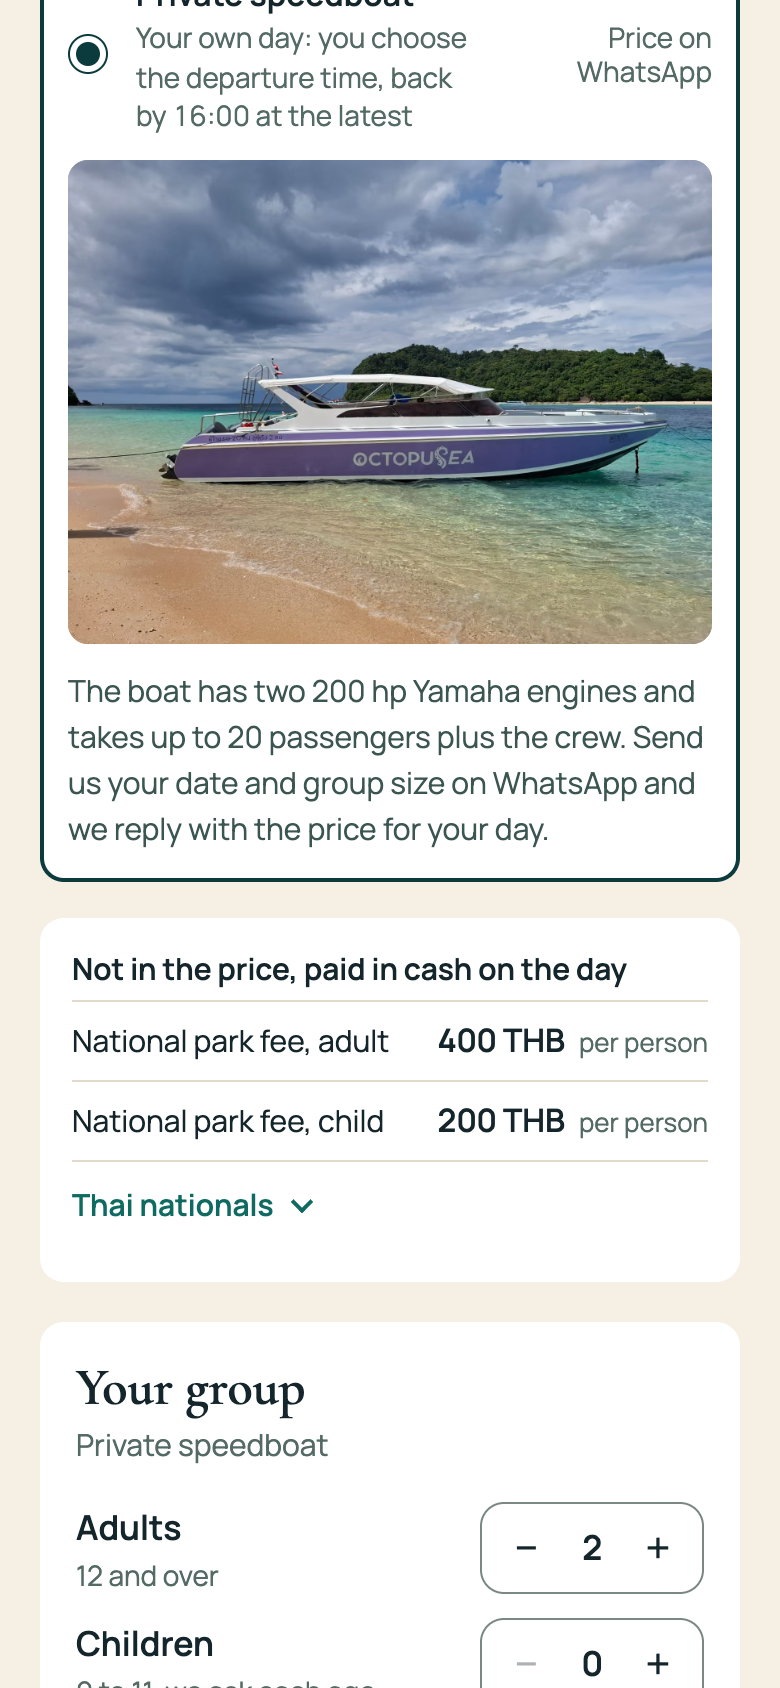 Private speedboat
Your own day: you choose
the departure time, back
by 16:00 at the latest
Price on
WhatsApp
OCTOPUSEA
The boat has two 200 hp Yamaha engines and
takes up to 20 passengers plus the crew. Send
us your date and group size on WhatsApp and
we reply with the price for your day.
Not in the price, paid in cash on the day
National park fee, adult 400 THB per person
National park fee, child 200 THB per person
Thai nationals
Your group
Private speedboat
Adults
12 and over
− 2 +
Children
− 0 +